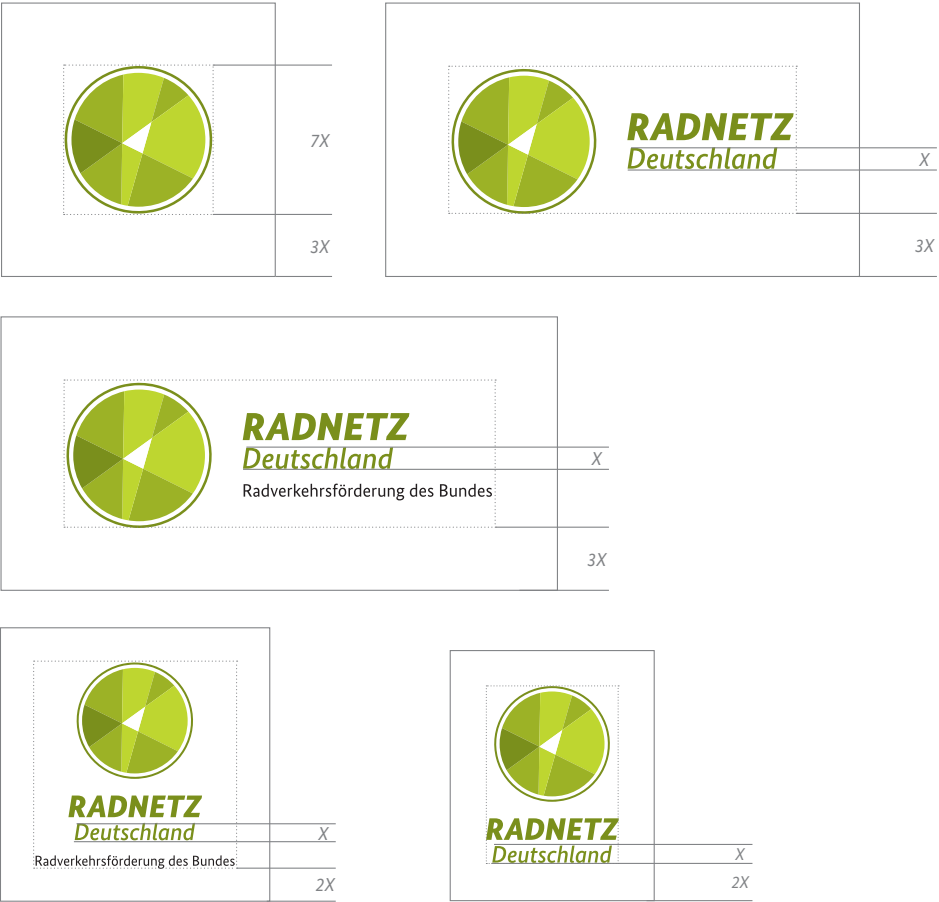 7X
3X
RADNETZ
Deutschland
X
3X
RADNETZ
Deutschland
X
Radverkehrsförderung des Bundes
3X
RADNETZ
Deutschland
X
Radverkehrsförderung des Bundes
2X
RADNETZ
Deutschland
X
2X